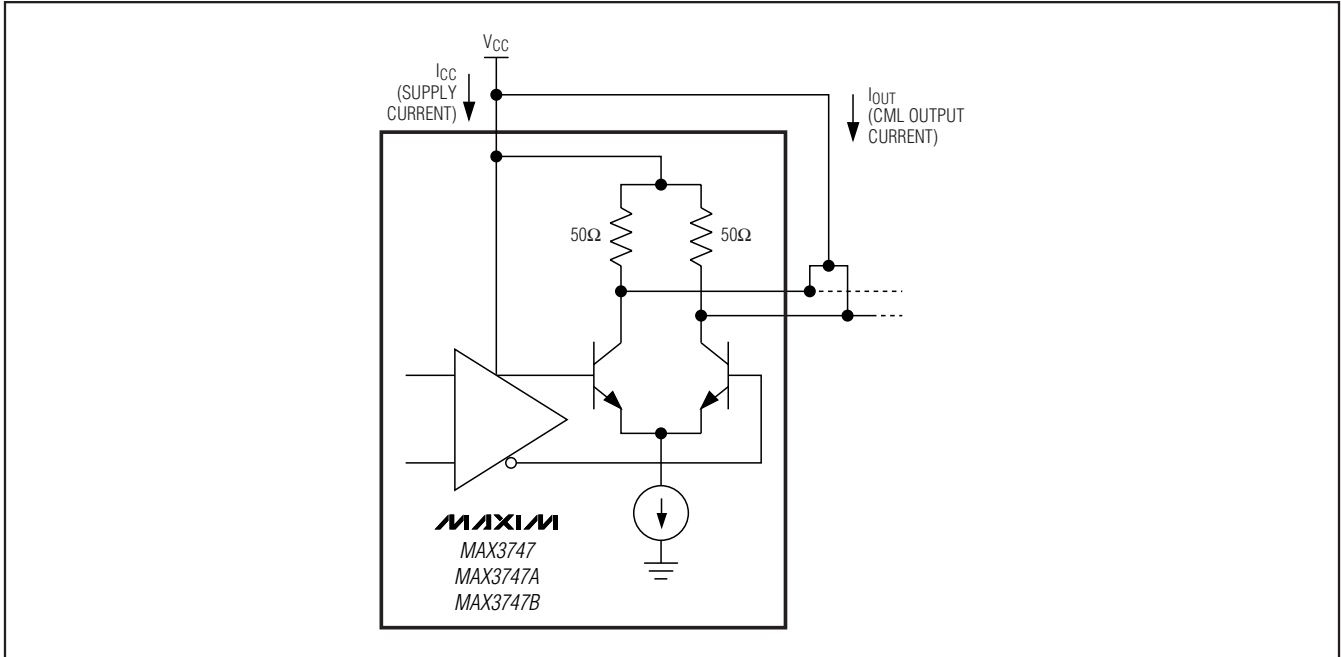 VCC
ICC
(SUPPLY
CURRENT)
IOUT
(CML OUTPUT
CURRENT)
50Ω
50Ω
MAXIM
MAX3747
MAX3747A
MAX3747B